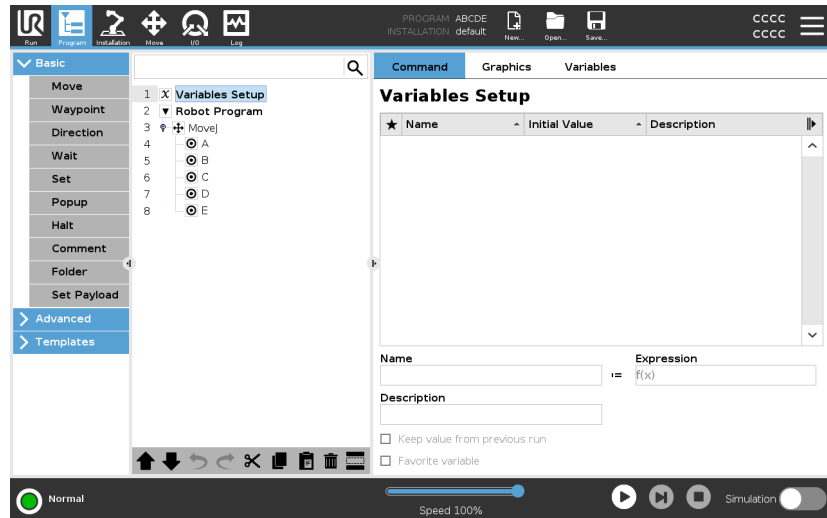 UR
PROGRAM ABCDE
INSTALLATION default
cccc
cccc
Run Program Installation Move I/O Log New... Open... Save...
Basic
Move
Waypoint
Direction
Wait
Set
Popup
Halt
Comment
Folder
Set Payload
Advanced
Templates
1 X Variables Setup
2 Robot Program
3 MoveJ
4 A
5 B
6 C
7 D
8 E
Command Graphics Variables
Variables Setup
Name Initial Value Description
Name Expression
:= f(x)
Description
Keep value from previous run
Favorite variable
Normal
Speed 100%
Simulation